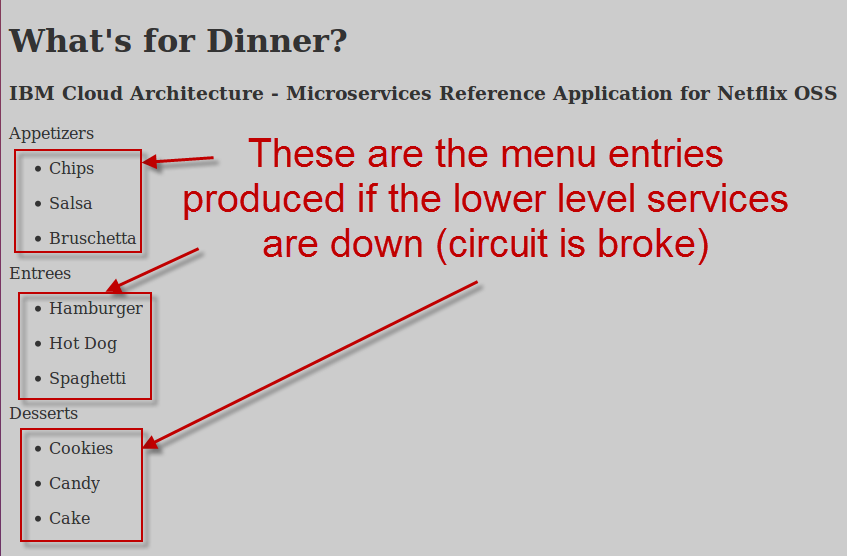 What's for Dinner?
IBM Cloud Architecture - Microservices Reference Application for Netflix OSS
Appetizers
• Chips
• Salsa
• Bruschetta
These are the menu entries
produced if the lower level services
are down (circuit is broke)
Entrees
• Hamburger
• Hot Dog
• Spaghetti
Desserts
• Cookies
• Candy
• Cake